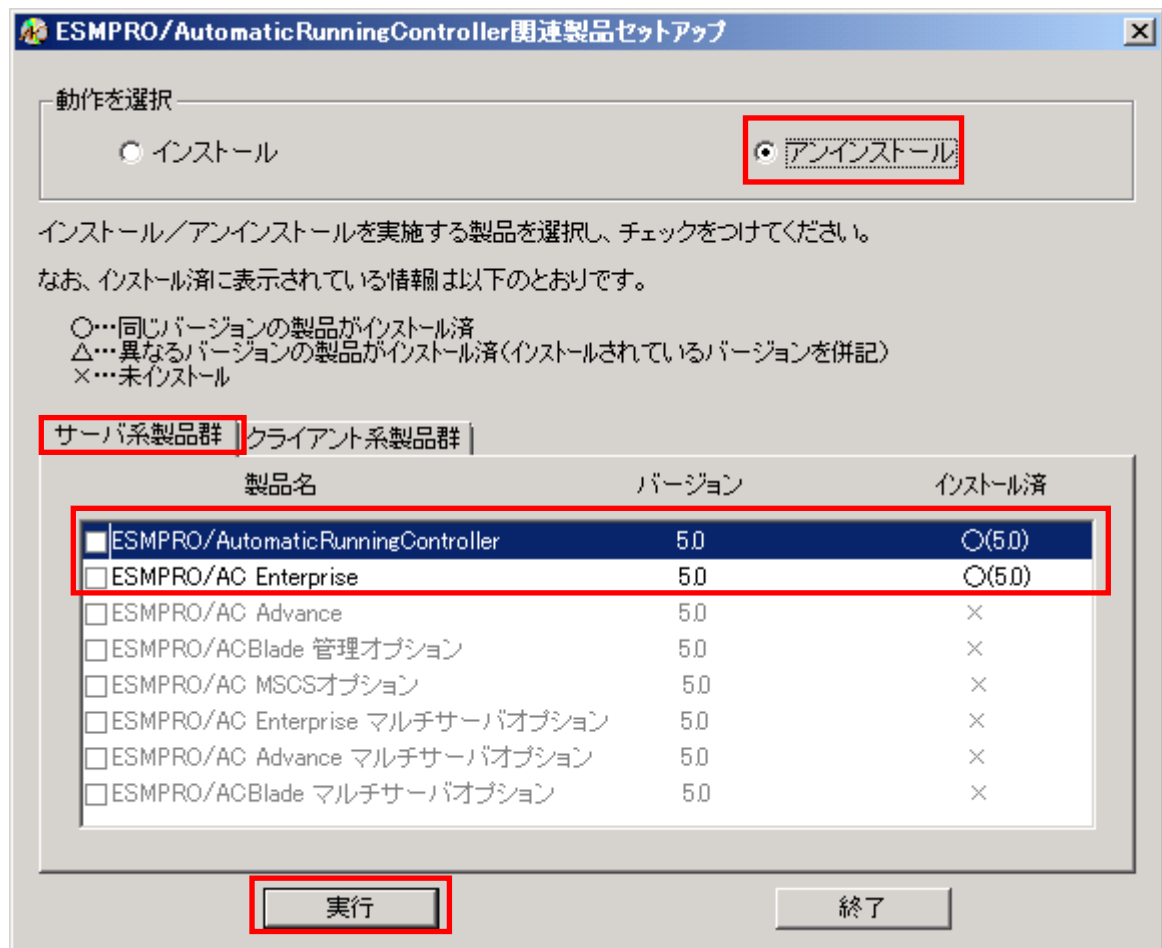 ESMPRO/AutomaticRunningController関連製品セットアップ
動作を選択
インストール アンインストール
インストール／アンインストールを実施する製品を選択し、チェックをつけてください。
なお、インストール済に表示されている情報は以下のとおりです。
○…同じバージョンの製品がインストール済
△…異なるバージョンの製品がインストール済(インストールされているバージョンを併記)
×…未インストール
サーバ系製品群 クライアント系製品群
製品名 バージョン インストール済
ESMPRO/AutomaticRunningController 5.0 ○(5.0)
ESMPRO/AC Enterprise 5.0 ○(5.0)
ESMPRO/AC Advance 5.0 ×
ESMPRO/ACBlade 管理オプション 5.0 ×
ESMPRO/AC MSCSオプション 5.0 ×
ESMPRO/AC Enterprise マルチサーバオプション 5.0 ×
ESMPRO/AC Advance マルチサーバオプション 5.0 ×
ESMPRO/ACBlade マルチサーバオプション 5.0 ×
実行 終了